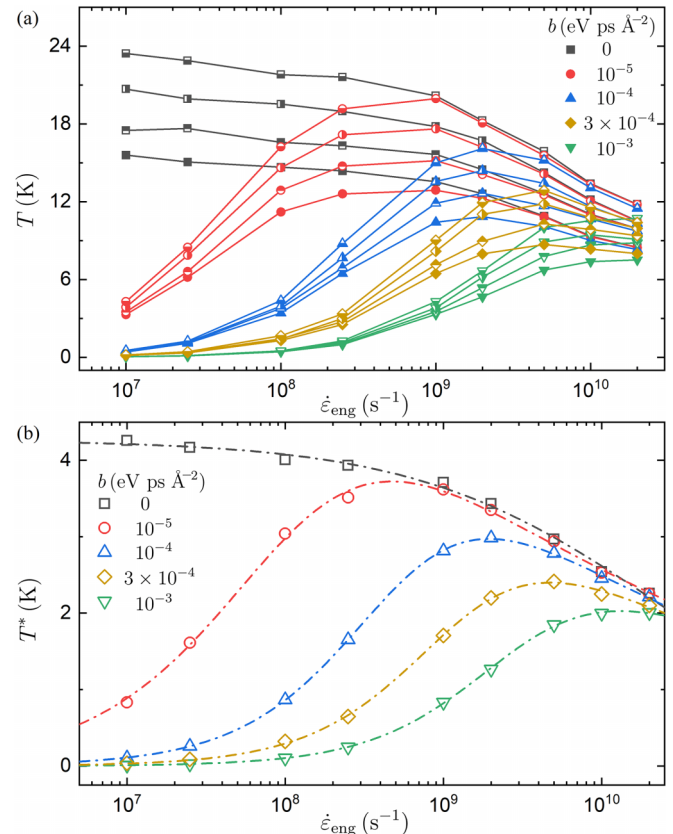 (a)
24
18
12
6
0
T (K)
b (eV ps Å⁻²)
0
10⁻⁵
10⁻⁴
3 × 10⁻⁴
10⁻³
10⁷
10⁸
10⁹
10¹⁰
ε̇eng (s⁻¹)
(b)
4
2
0
T* (K)
b (eV ps Å⁻²)
0
10⁻⁵
10⁻⁴
3 × 10⁻⁴
10⁻³
10⁷
10⁸
10⁹
10¹⁰
ε̇eng (s⁻¹)